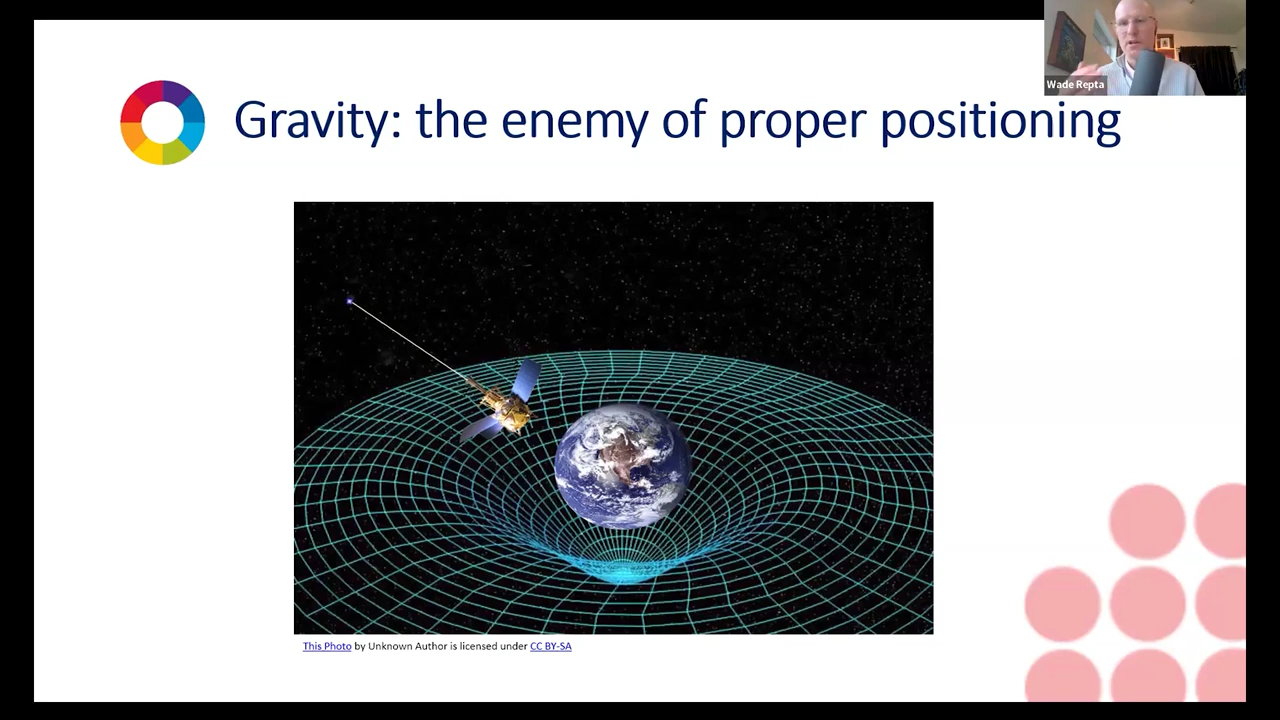 Wade Repta
Gravity: the enemy of proper positioning
This Photo by Unknown Author is licensed under CC BY-SA